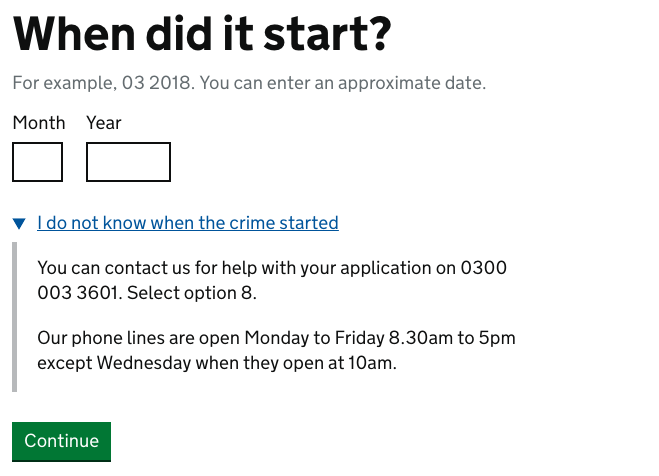 When did it start?
For example, 03 2018. You can enter an approximate date.
Month Year
I do not know when the crime started
You can contact us for help with your application on 0300
003 3601. Select option 8.
Our phone lines are open Monday to Friday 8.30am to 5pm
except Wednesday when they open at 10am.
Continue